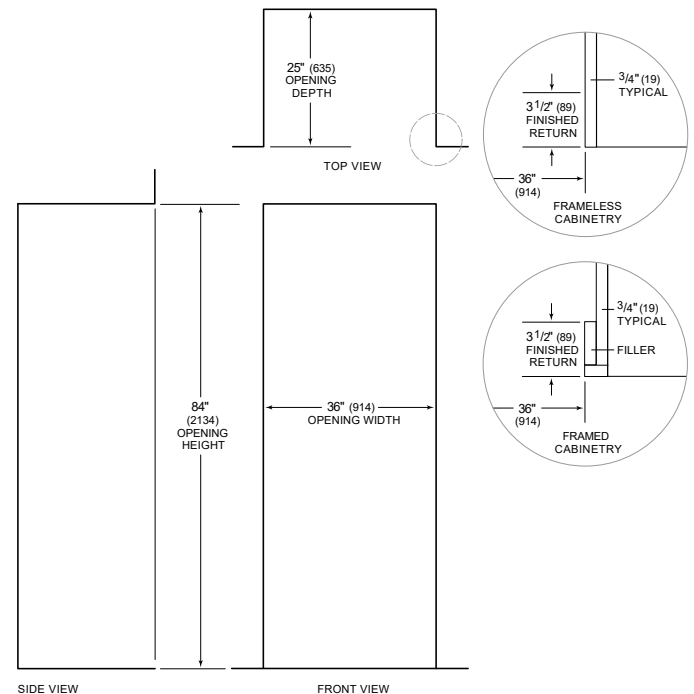 25" (635)
OPENING
DEPTH
TOP VIEW
3/4" (19)
TYPICAL
3 1/2" (89)
FINISHED
RETURN
36"
(914)
FRAMELESS
CABINETRY
3/4" (19)
TYPICAL
3 1/2" (89)
FINISHED
RETURN
FILLER
36"
(914)
FRAMED
CABINETRY
84"
(2134)
OPENING
HEIGHT
36" (914)
OPENING WIDTH
SIDE VIEW
FRONT VIEW